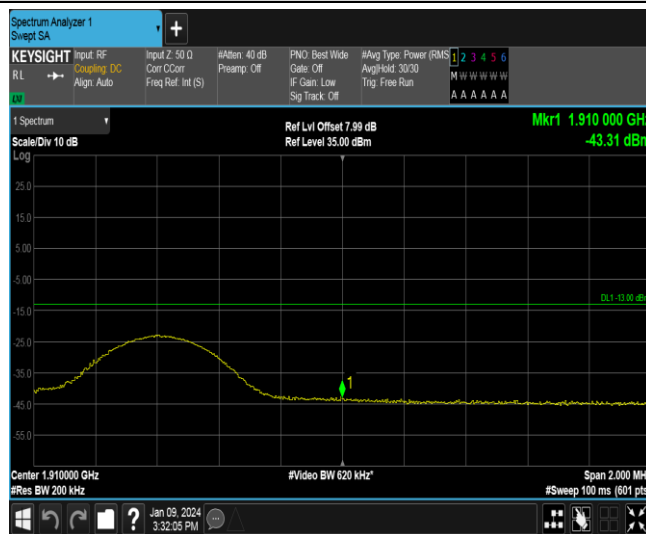 Spectrum Analyzer 1
Swept SA
+
KEYSIGHT Input: RF Input Z: 50 Ω #Atten: 40 dB PNO: Best Wide #Avg Type: Power (RMS 1 2 3 4 5 6
RL Coupling: DC Corr CCorr Preamp: Off Gate: Off Avg|Hold: 30/30 M W W W W W
Align: Auto Freq Ref: Int (S) IF Gain: Low Trig: Free Run
Sig Track: Off A A A A A A
1 Spectrum Ref Lvl Offset 7.99 dB Mkr1 1.910 000 GHz
Scale/Div 10 dB Ref Level 35.00 dBm -43.31 dBm
Log
25.0
15.0
5.00
-5.00
DL1 -13.00 dBm
-15.0
-25.0
-35.0
1
-45.0
-55.0
Center 1.910000 GHz #Video BW 620 kHz* Span 2.000 MH
#Res BW 200 kHz #Sweep 100 ms (601 pts
? Jan 09, 2024
3:32:05 PM